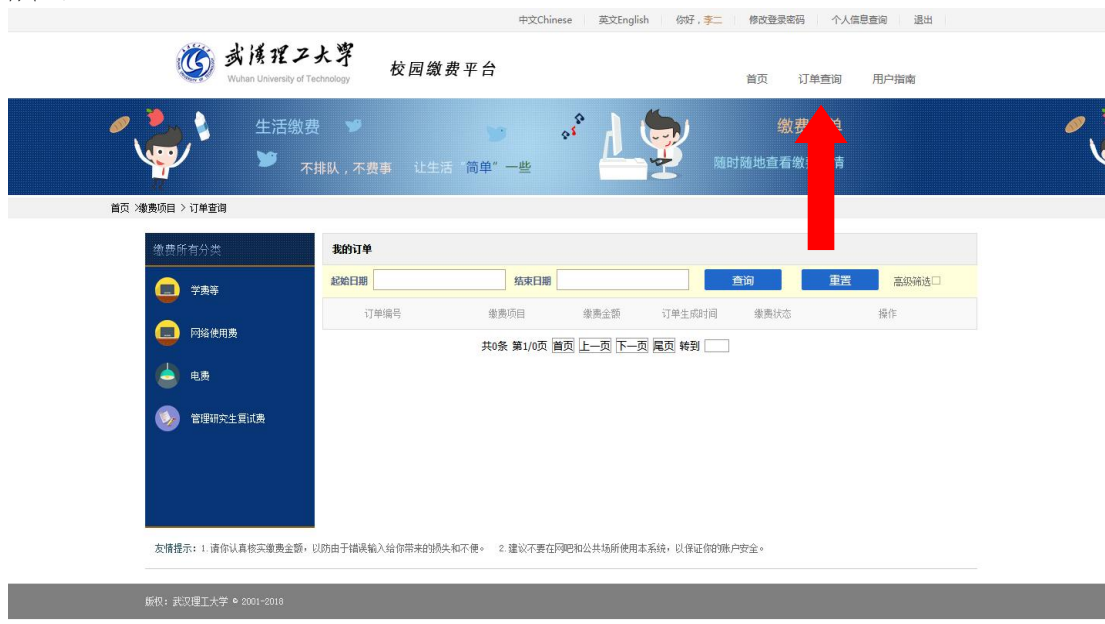 中文Chinese 英文English 你好，李二 修改登录密码 个人信息查询 退出
武漢理工大學
Wuhan University of Technology
校园缴费平台
首页 订单查询 用户指南
生活缴费
不排队，不费事 让生活“简单”一些
缴费 单
随时随地查看缴 情
首页 >缴费项目 > 订单查询
缴费所有分类
学费等
网络使用费
电费
管理研究生复试费
我的订单
起始日期 结束日期 查询 重置 高级筛选
订单编号 缴费项目 缴费金额 订单生成时间 缴费状态 操作
共0条 第1/0页 首页 上一页 下一页 尾页 转到
友情提示：1.请你认真核实缴费金额，以防由于错误输入给你带来的损失和不便。 2.建议不要在网吧和公共场所使用本系统，以保证你的账户安全。
版权：武汉理工大学 © 2001-2018